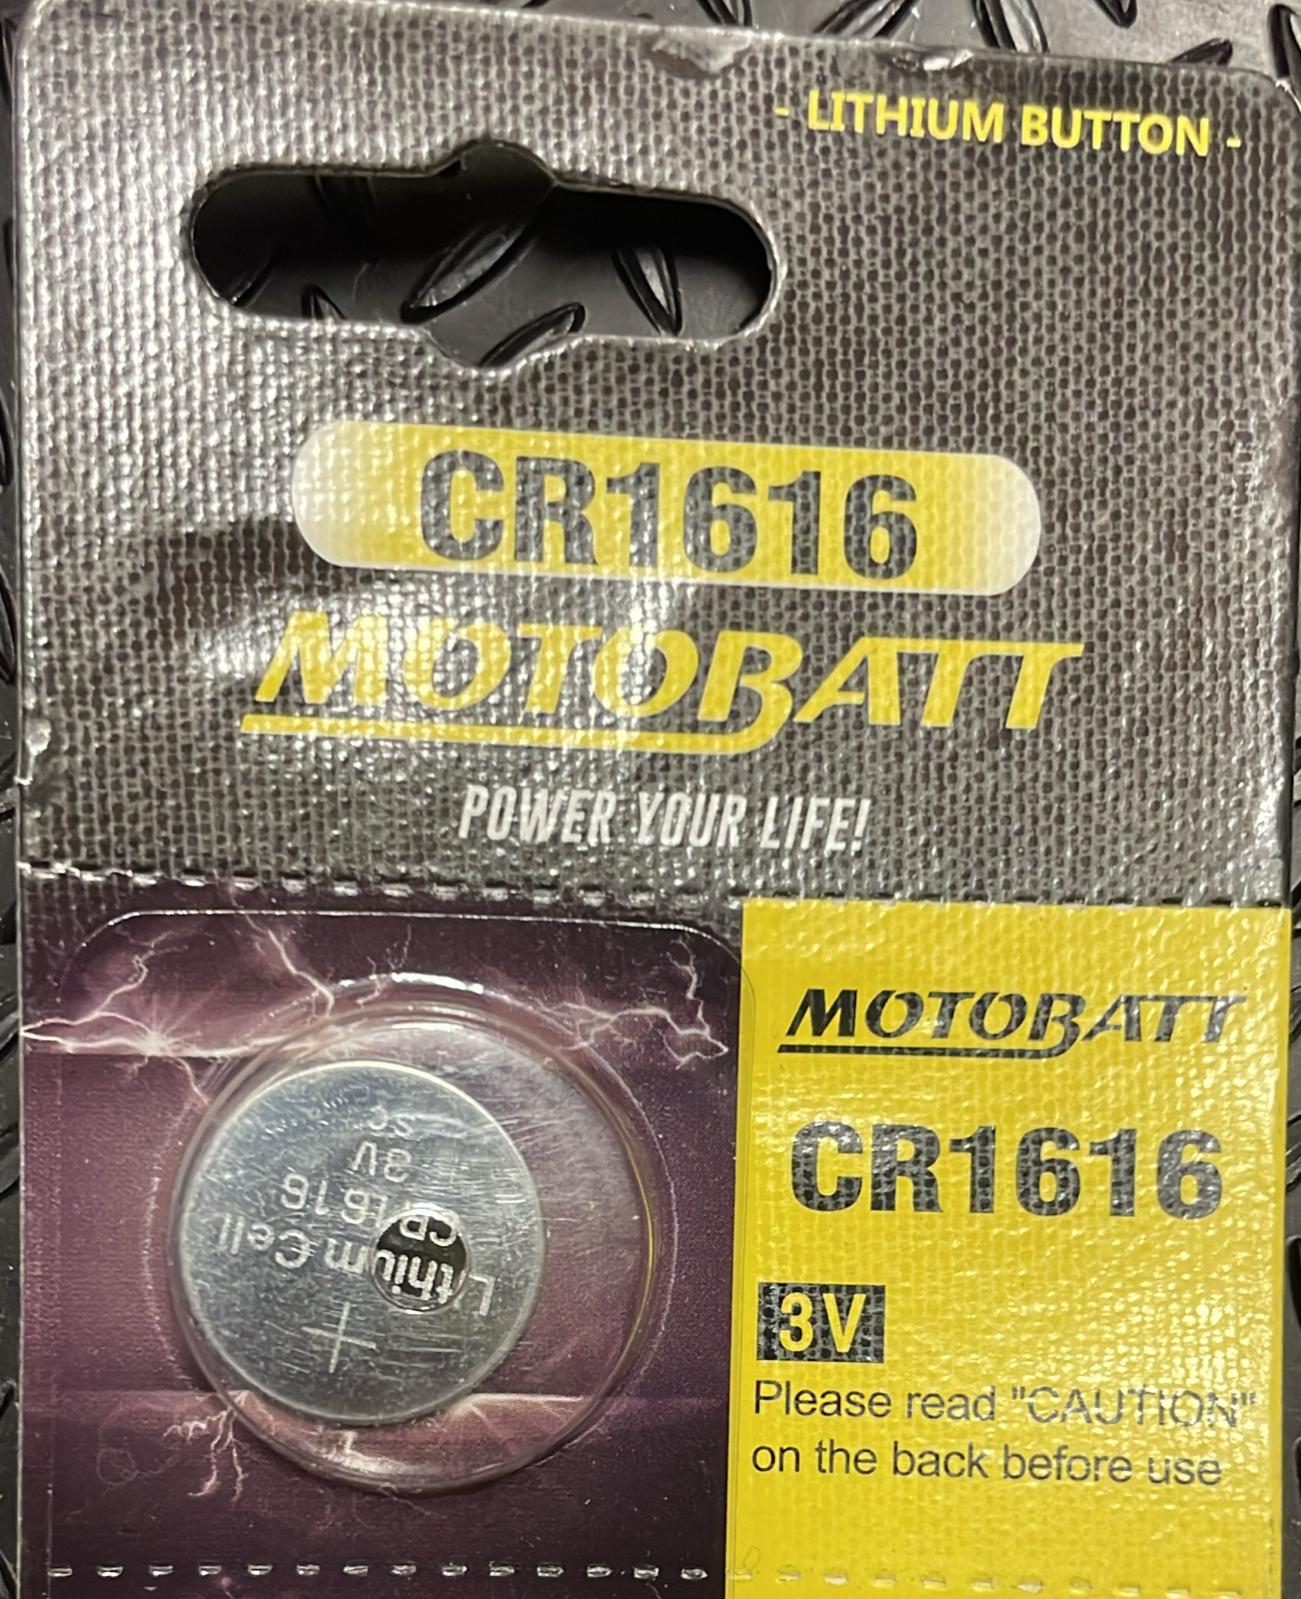 - LITHIUM BUTTON -
CR1616
MOTOBATT
POWER YOUR LIFE!
MOTOBATT
CR1616
3V
Please read "CAUTION"
on the back before use
Lithium Cell
CR1616
3V